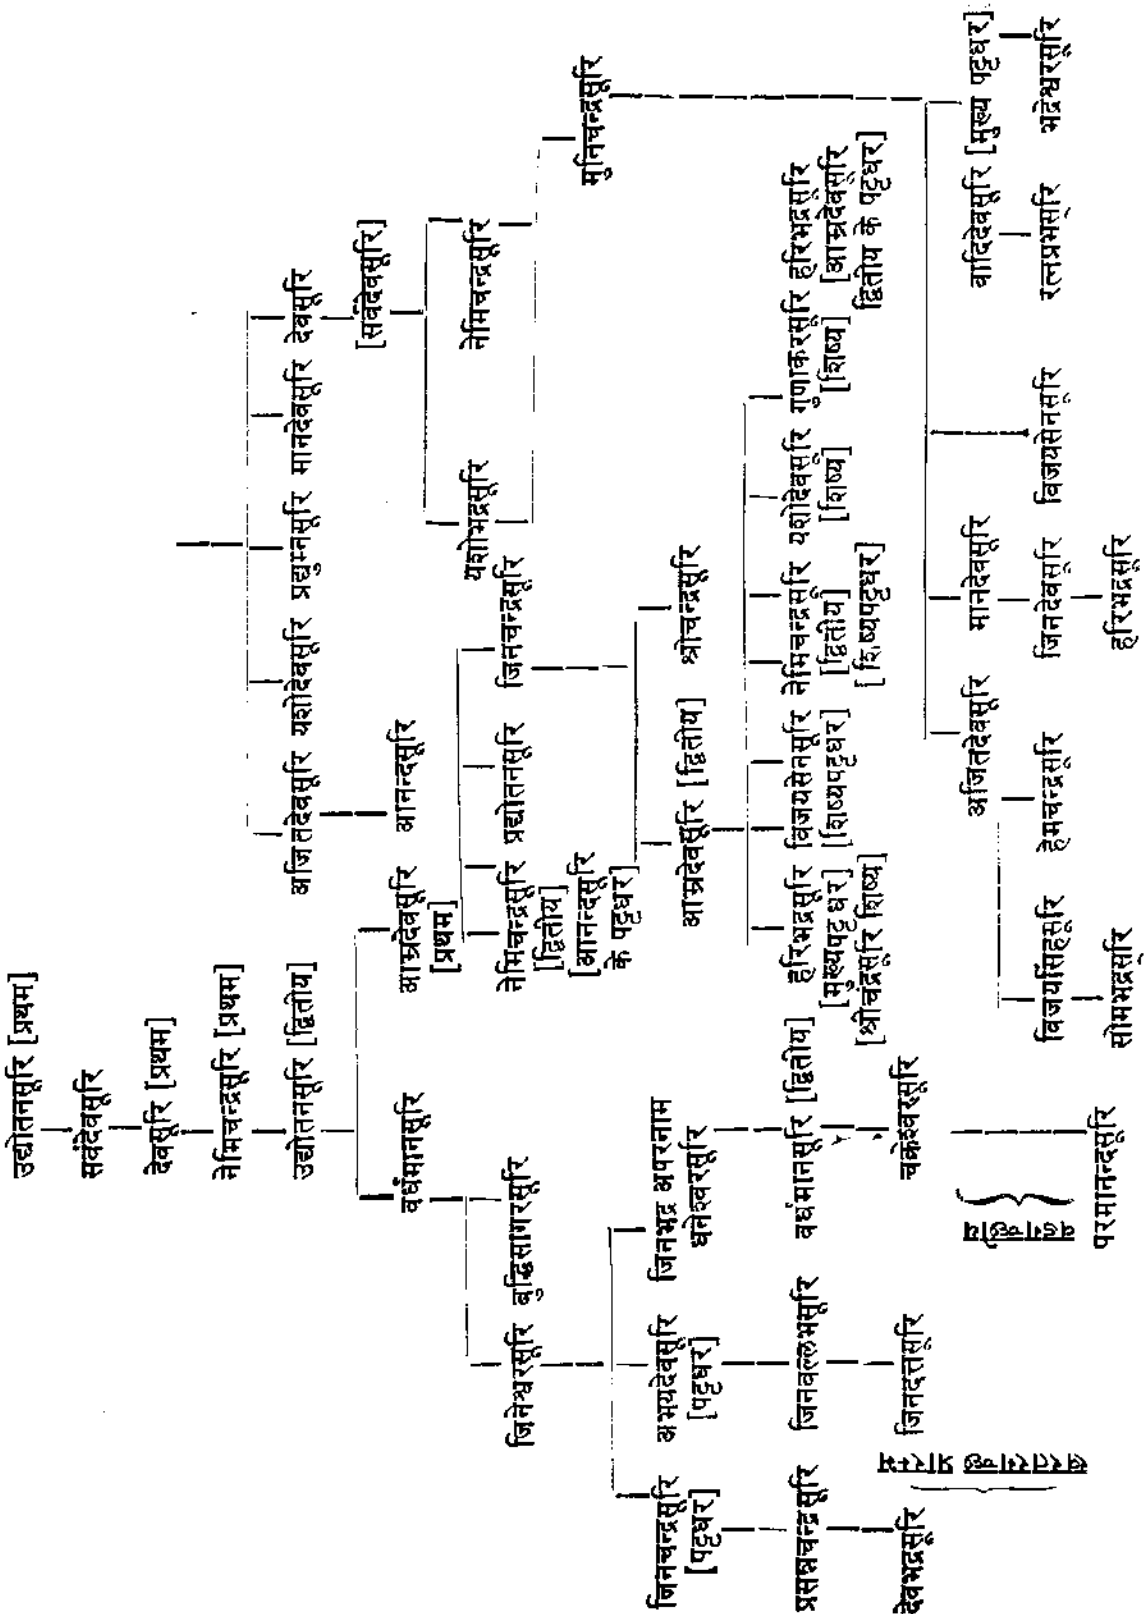 उद्योतनसूरि [प्रथम]
सर्वदेवसूरि
देवसूरि [प्रथम]
नेमिचन्द्रसूरि [प्रथम]
उद्योतनसूरि [द्वितीय]
अजितदेवसूरि यशोदेवसूरि प्रद्युम्नसूरि मानदेवसूरि देवसूरि
[सर्वदेवसूरि]
वर्धमानसूरि
आम्रदेवसूरि
[प्रथम]
आनन्दसूरि
यशोभद्रसूरि
नेमिचन्द्रसूरि
जिनेश्वरसूरि बुद्धिसागरसूरि
नेमिचन्द्रसूरि
[द्वितीय]
[आनन्दसूरि
के पट्टधर]
प्रद्योतनसूरि
जिनचन्द्रसूरि
मुनिचन्द्रसूरि
जिनचन्द्रसूरि
[पट्टधर]
अभयदेवसूरि
[पट्टधर]
जिनभद्र अपरनाम
धनेश्वरसूरि
आम्रदेवसूरि [द्वितीय]
श्रीचन्द्रसूरि
प्रसन्नचन्द्रसूरि
जिनवल्लभसूरि
वर्धमानसूरि [द्वितीय]
हरिभद्रसूरि
[मुख्यपट्टधर]
[श्रीचंद्रसूरि शिष्य]
विजयसेनसूरि
[शिष्यपट्टधर]
नेमिचन्द्रसूरि
[द्वितीय]
[शिष्यपट्टधर]
यशोदेवसूरि
[शिष्य]
गुणाकरसूरि
[शिष्य]
हरिभद्रसूरि
[आम्रदेवसूरि
द्वितीय के पट्टधर]
देवभद्रसूरि
जिनदत्तसूरि
खरतरगच्छ प्रारम्भ
चक्रेश्वरसूरि
वडगच्छीय
परमानन्दसूरि
अजितदेवसूरि
मानदेवसूरि
वादिदेवसूरि [मुख्य पट्टधर]
विजयसिंहसूरि
हेमचन्द्रसूरि
जिनदेवसूरि
विजयसेनसूरि
रत्नप्रभसूरि
भद्रेश्वरसूरि
सोमभद्रसूरि
हरिभद्रसूरि